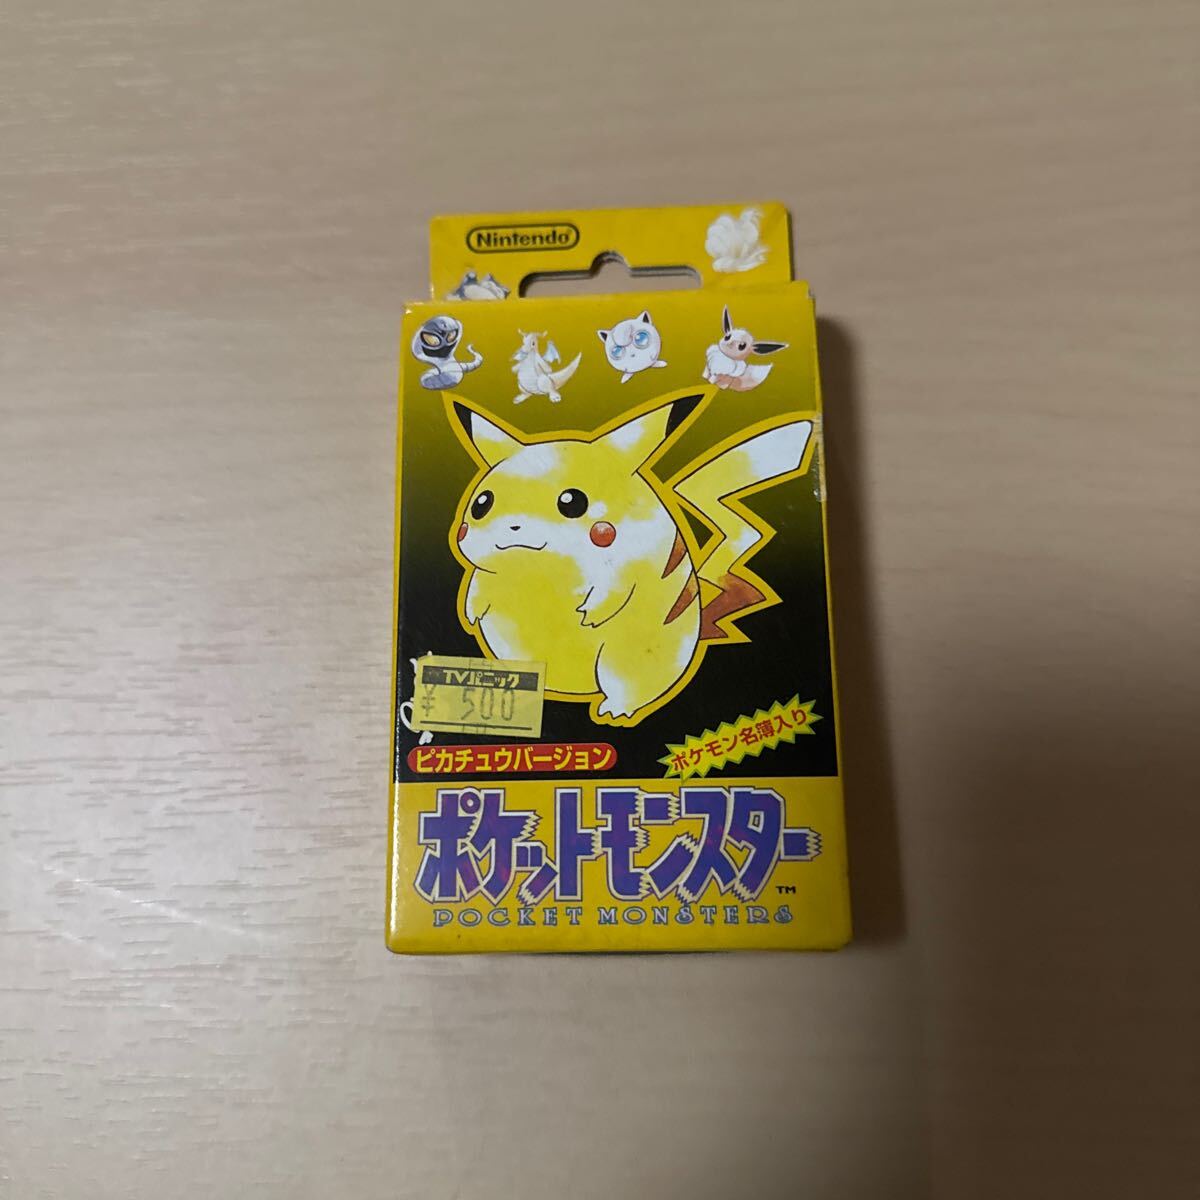 Nintendo
TVパニック
¥ 500
ピカチュウバージョン
ポケモン名簿入り
ポケットモンスター
TM
POCKET MONSTERS